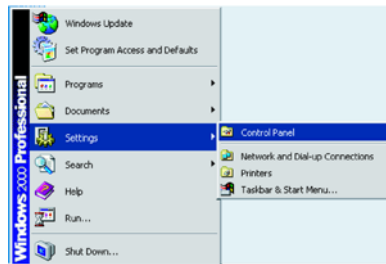 Windows Update
Set Program Access and Defaults
Programs
Documents
Settings
Search
Help
Run...
Shut Down...
Control Panel
Network and Dial-up Connections
Printers
Taskbar & Start Menu...
Windows 2000 Professional